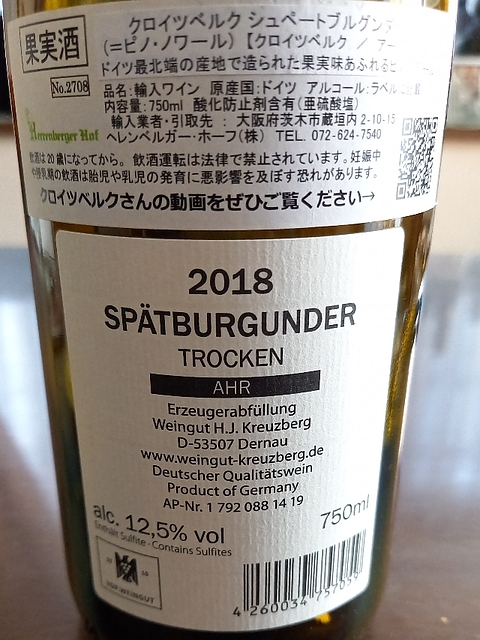 果実酒
No.2708
クロイツベルク シュペートブルグンダ
(=ピノ・ノワール)【クロイツベルク / アー
ドイツ最北端の産地で造られた果実味あふれる
品名:輸入ワイン 原産国:ドイツ アルコール:ラベル
内容量:750ml 酸化防止剤含有(亜硫酸塩)
輸入業者・引取先 : 大阪府茨木市蔵垣内 2-10-15
Herrenberger Hof
ヘレンベルガー・ホーフ(株) TEL. 072-624-7540
飲酒は20歳になってから。飲酒運転は法律で禁止されています。妊娠中
や授乳期の飲酒は胎児や乳児の発育に悪影響を及ぼす恐れがあります。
クロイツベルクさんの動画をぜひご覧ください→
2018
SPÄTBURGUNDER
TROCKEN
AHR
Erzeugerabfüllung
Weingut H.J. Kreuzberg
D-53507 Dernau
www.weingut-kreuzberg.de
Deutscher Qualitätswein
Product of Germany
AP-Nr. 1 792 088 14 19
alc. 12,5% vol
750ml
Enthält Sulfite - Contains Sulfites
VDP.WEINGUT
4 260034 757059